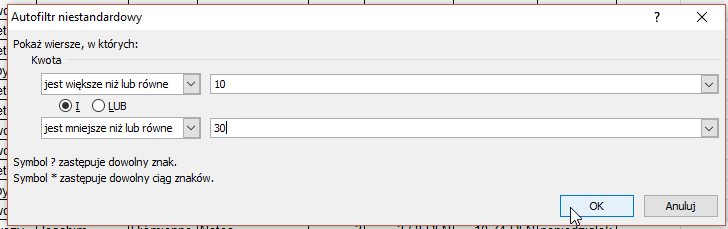 Autofiltr niestandardowy ? ×
Pokaż wiersze, w których:
Kwota
jest większe niż lub równe 10
I LUB
jest mniejsze niż lub równe 30
Symbol ? zastępuje dowolny znak.
Symbol * zastępuje dowolny ciąg znaków.
OK Anuluj